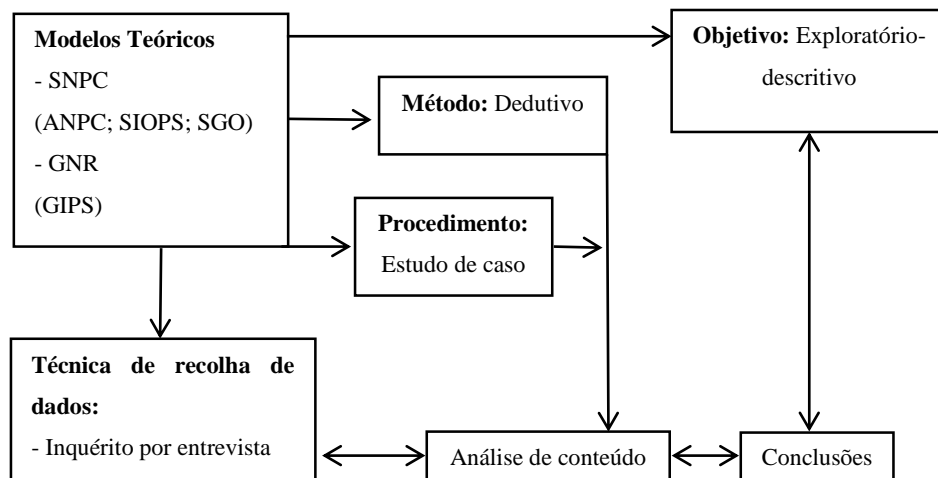 Modelos Teóricos
- SNPC
(ANPC; SIOPS; SGO)
- GNR
(GIPS)
Objetivo: Exploratório-
descritivo
Método: Dedutivo
Procedimento:
Estudo de caso
Técnica de recolha de
dados:
- Inquérito por entrevista
Análise de conteúdo
Conclusões